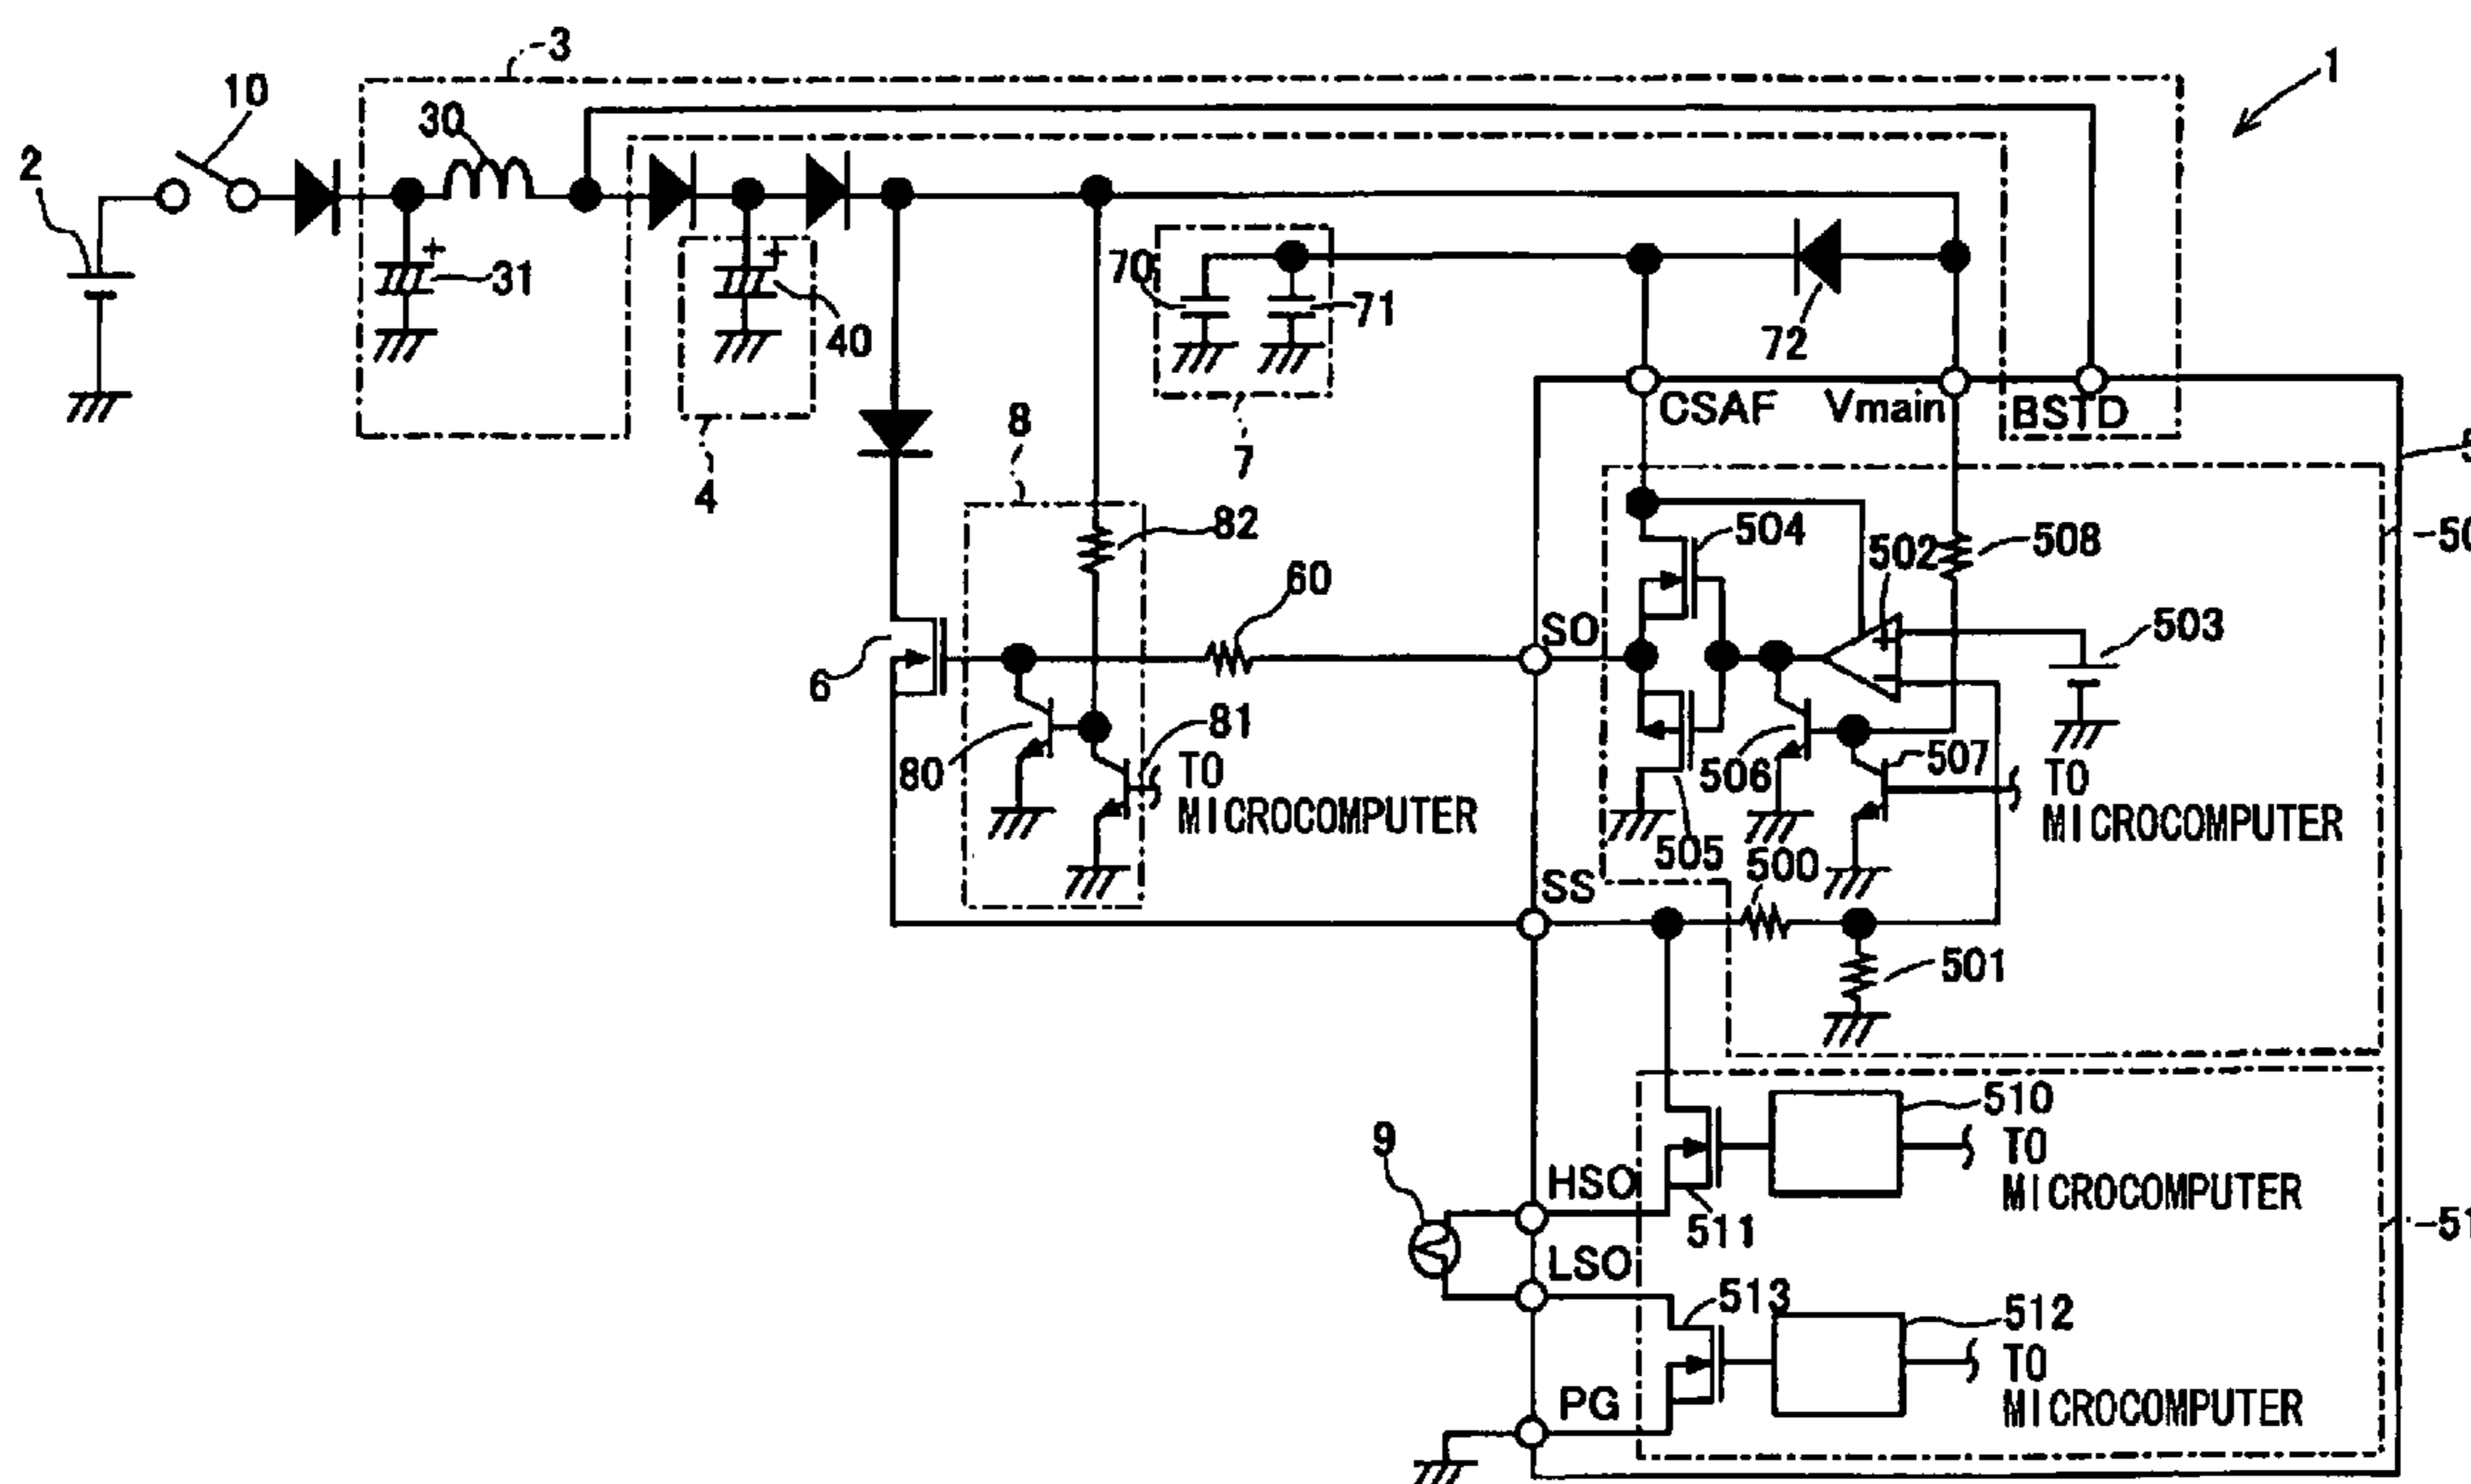 3
1
10
30
2
31
40
70
71
72
CSAF
Vmain
BSTD
8
7
4
82
504
502
508
60
SO
503
6
81
80
TO
MICROCOMPUTER
506
507
TO
MICROCOMPUTER
505
500
SS
501
510
TO
MICROCOMPUTER
9
HSO
511
LSO
513
512
TO
MICROCOMPUTER
PG